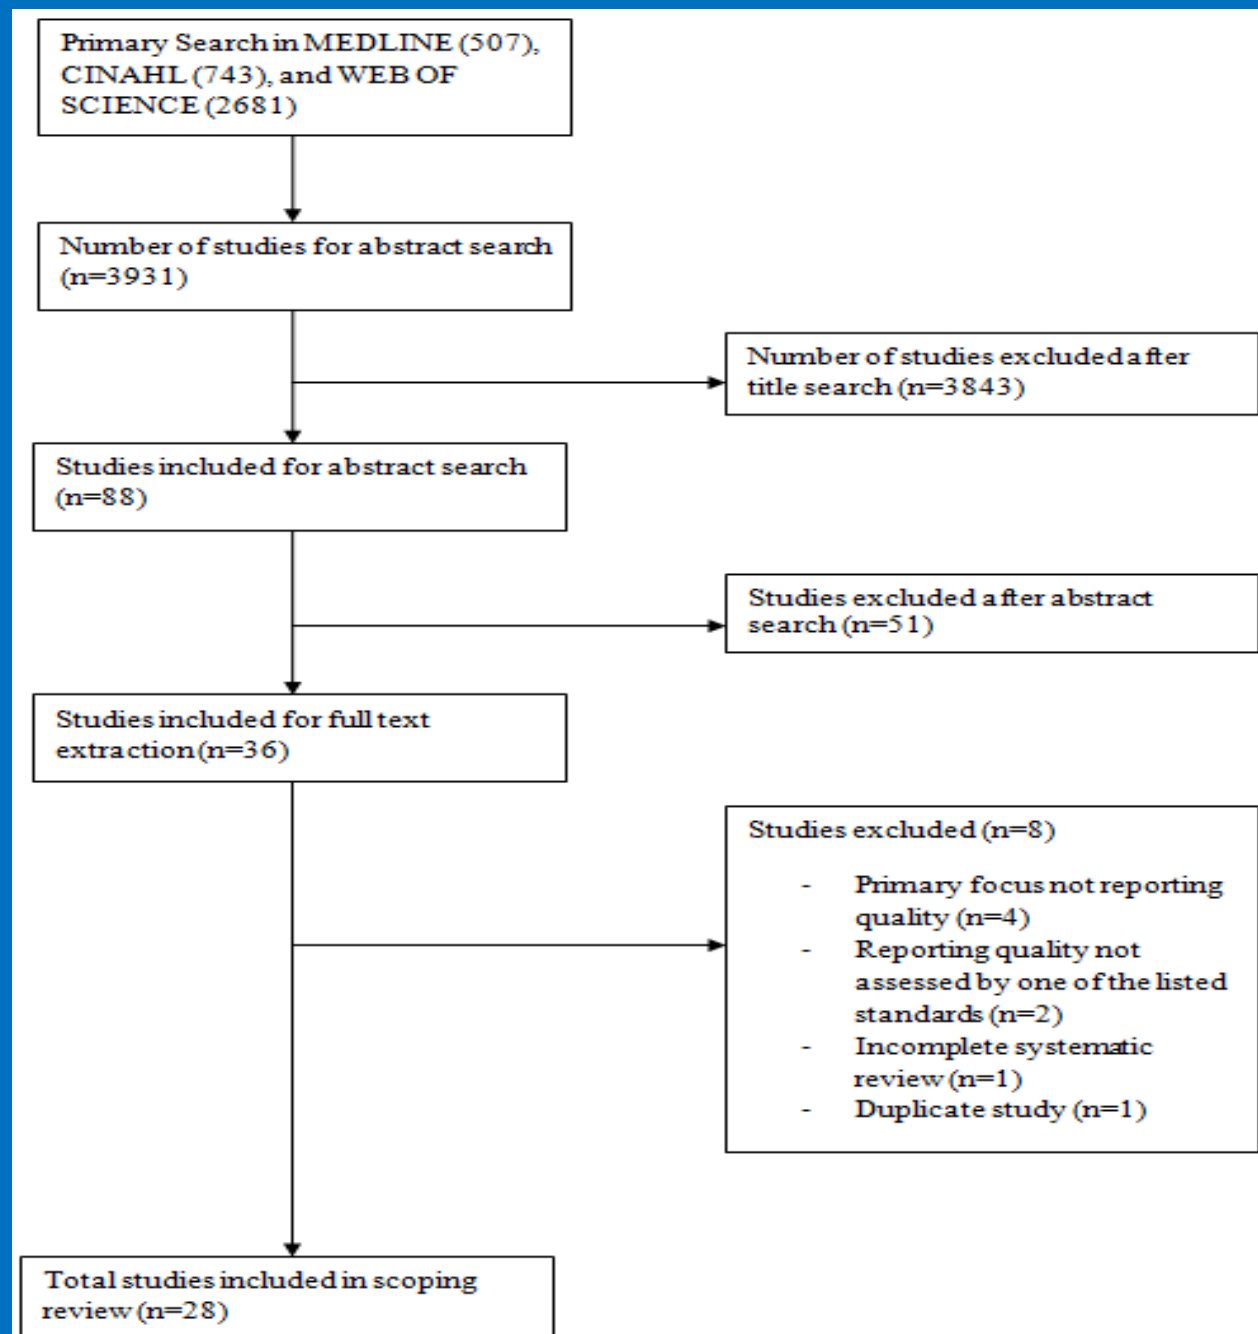 Primary Search in MEDLINE (507),
CINAHL (743), and WEB OF
SCIENCE (2681)
Number of studies for abstract search
(n=3931)
Number of studies excluded after
title search (n=3843)
Studies included for abstract search
(n=88)
Studies excluded after abstract
search (n=51)
Studies included for full text
extraction (n=36)
Studies excluded (n=8)
- Primary focus not reporting
quality (n=4)
- Reporting quality not
assessed by one of the listed
standards (n=2)
- Incomplete systematic
review (n=1)
- Duplicate study (n=1)
Total studies included in scoping
review (n=28)